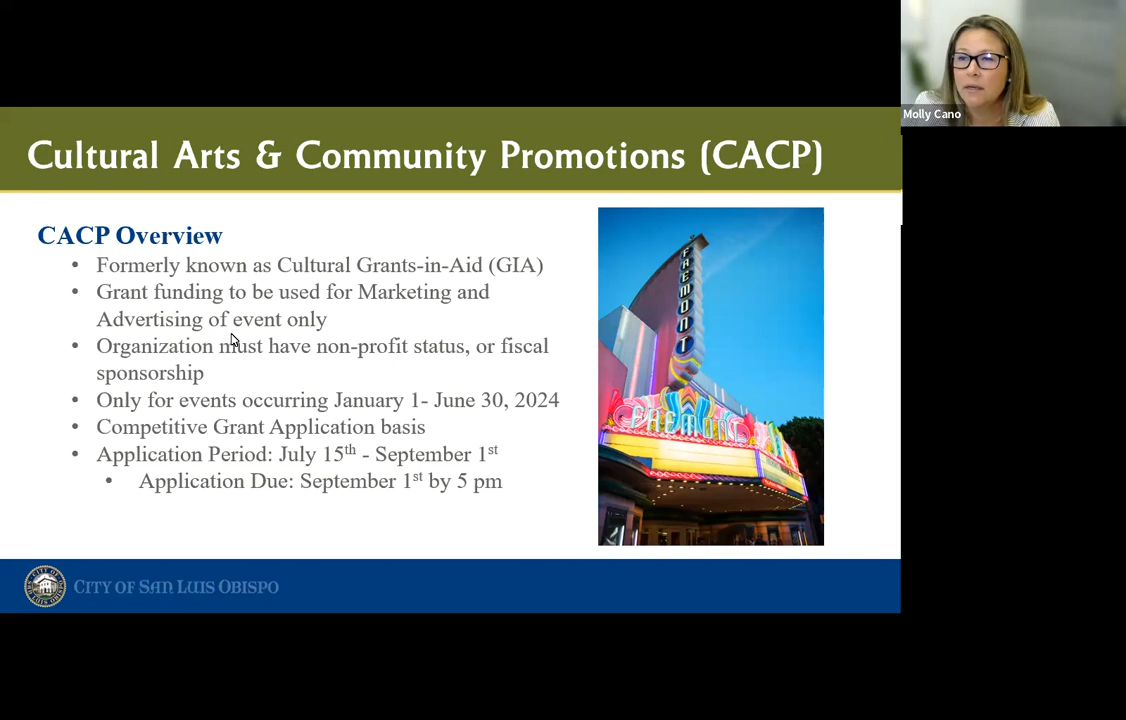 Molly Cano
Cultural Arts & Community Promotions (CACP)
CACP Overview
• Formerly known as Cultural Grants-in-Aid (GIA)
• Grant funding to be used for Marketing and
Advertising of event only
• Organization must have non-profit status, or fiscal
sponsorship
• Only for events occurring January 1- June 30, 2024
• Competitive Grant Application basis
• Application Period: July 15th - September 1st
• Application Due: September 1st by 5 pm
FREMONT
FREMONT
CITY OF SAN LUIS OBISPO